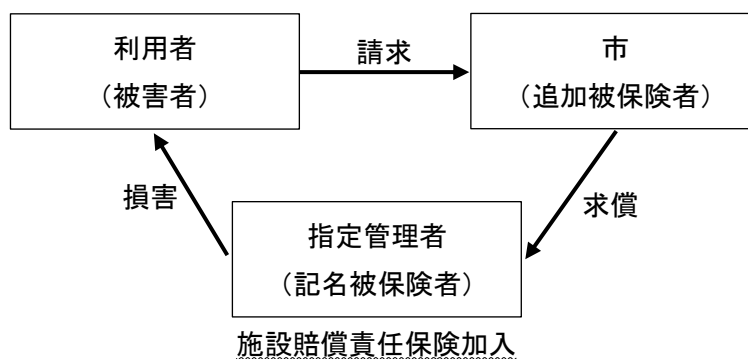 利用者
(被害者)
請求
市
(追加被保険者)
損害
求償
指定管理者
(記名被保険者)
施設賠償責任保険加入